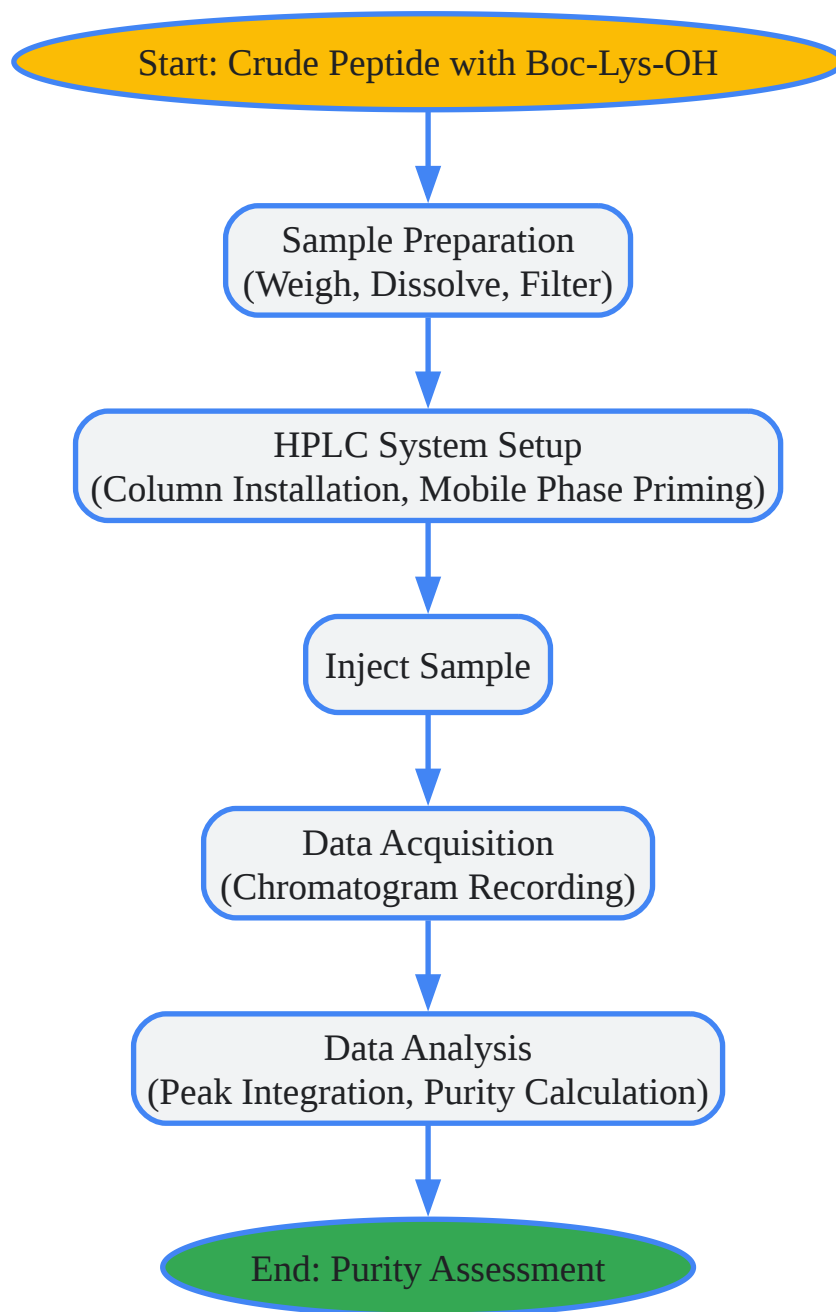 Start: Crude Peptide with Boc-Lys-OH
Sample Preparation
(Weigh, Dissolve, Filter)
HPLC System Setup
(Column Installation, Mobile Phase Priming)
Inject Sample
Data Acquisition
(Chromatogram Recording)
Data Analysis
(Peak Integration, Purity Calculation)
End: Purity Assessment